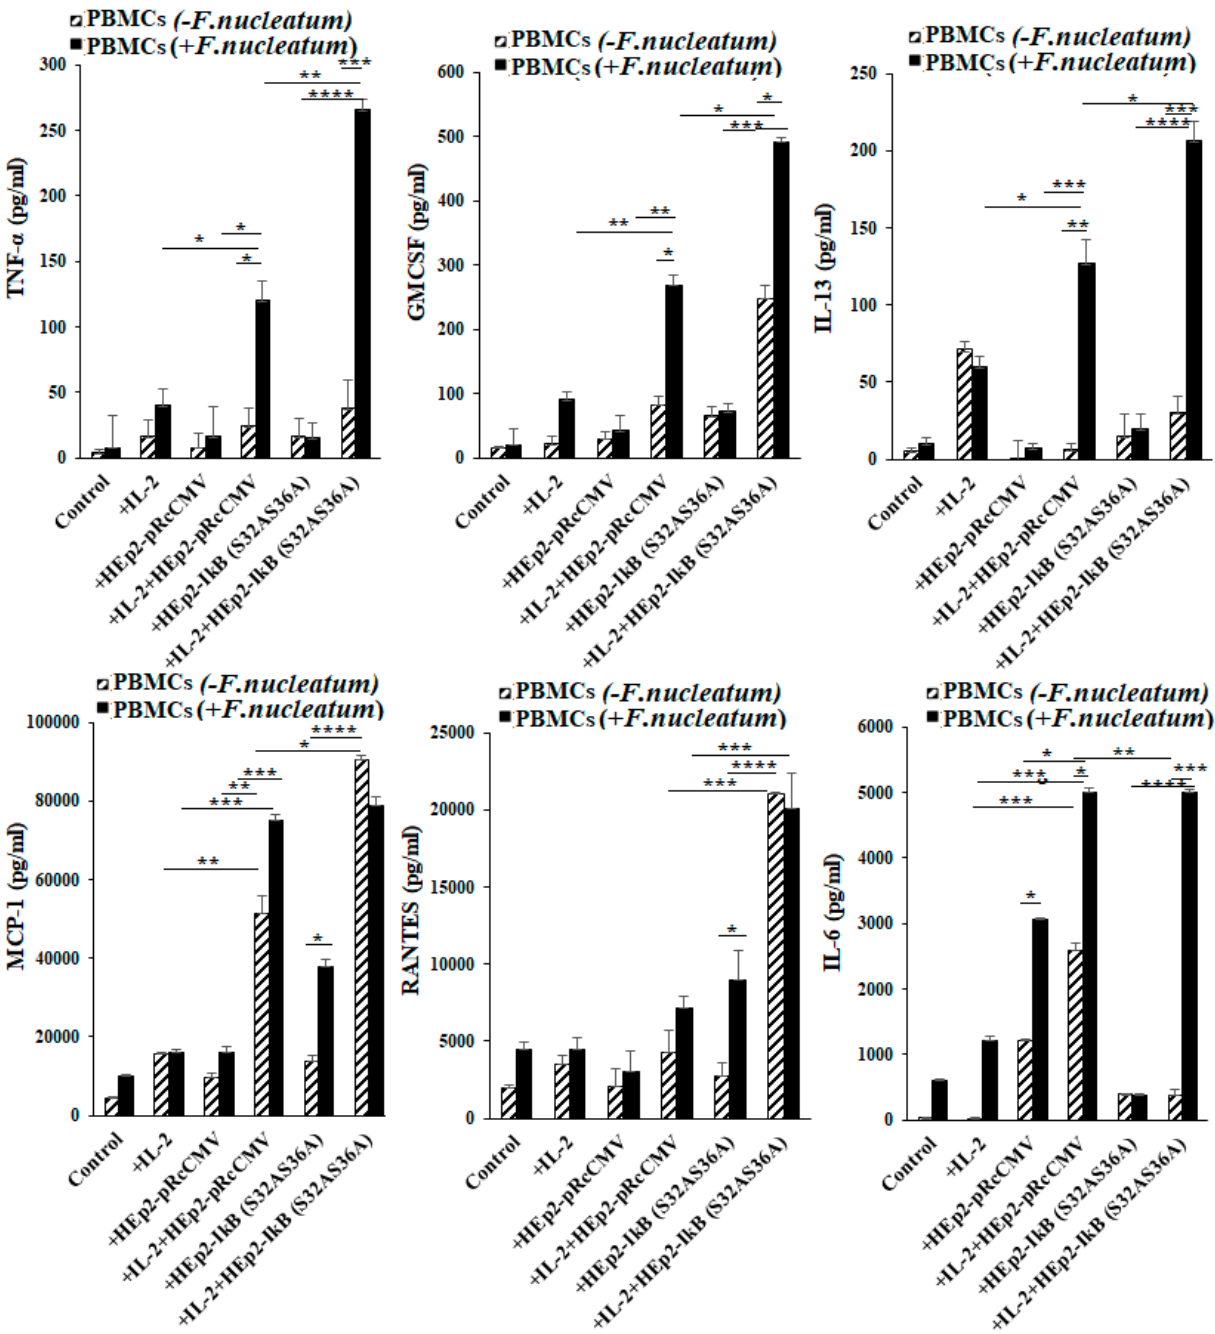 PBMCs (-F.nucleatum)
PBMCs (+F.nucleatum)
300
250
200
150
100
50
0
TNF-α (pg/ml)
*
*
*
**
***
****
Control
+IL-2
+HEp2-pRcCMV
+IL-2+HEp2-pRcCMV
+HEp2-IkB (S32AS36A)
+IL-2+HEp2-IkB (S32AS36A)
PBMCs (-F.nucleatum)
PBMCs (+F.nucleatum)
600
500
400
300
200
100
0
GMCSF (pg/ml)
**
**
*
*
***
*
Control
+IL-2
+HEp2-pRcCMV
+IL-2+HEp2-pRcCMV
+HEp2-IkB (S32AS36A)
+IL-2+HEp2-IkB (S32AS36A)
PBMCs (-F.nucleatum)
PBMCs (+F.nucleatum)
250
200
150
100
50
0
IL-13 (pg/ml)
*
***
**
*
***
****
Control
+IL-2
+HEp2-pRcCMV
+IL-2+HEp2-pRcCMV
+HEp2-IkB (S32AS36A)
+IL-2+HEp2-IkB (S32AS36A)
PBMCs (-F.nucleatum)
PBMCs (+F.nucleatum)
100000
80000
60000
40000
20000
0
MCP-1 (pg/ml)
****
*
***
**
***
**
*
Control
+IL-2
+HEp2-pRcCMV
+IL-2+HEp2-pRcCMV
+HEp2-IkB (S32AS36A)
+IL-2+HEp2-IkB (S32AS36A)
PBMCs (-F.nucleatum)
PBMCs (+F.nucleatum)
25000
20000
15000
10000
5000
0
RANTES (pg/ml)
***
****
***
*
Control
+IL-2
+HEp2-pRcCMV
+IL-2+HEp2-pRcCMV
+HEp2-IkB (S32AS36A)
+IL-2+HEp2-IkB (S32AS36A)
PBMCs (-F.nucleatum)
PBMCs (+F.nucleatum)
6000
5000
4000
3000
2000
1000
0
IL-6 (pg/ml)
*
**
***
*
***
****
***
*
Control
+IL-2
+HEp2-pRcCMV
+IL-2+HEp2-pRcCMV
+HEp2-IkB (S32AS36A)
+IL-2+HEp2-IkB (S32AS36A)